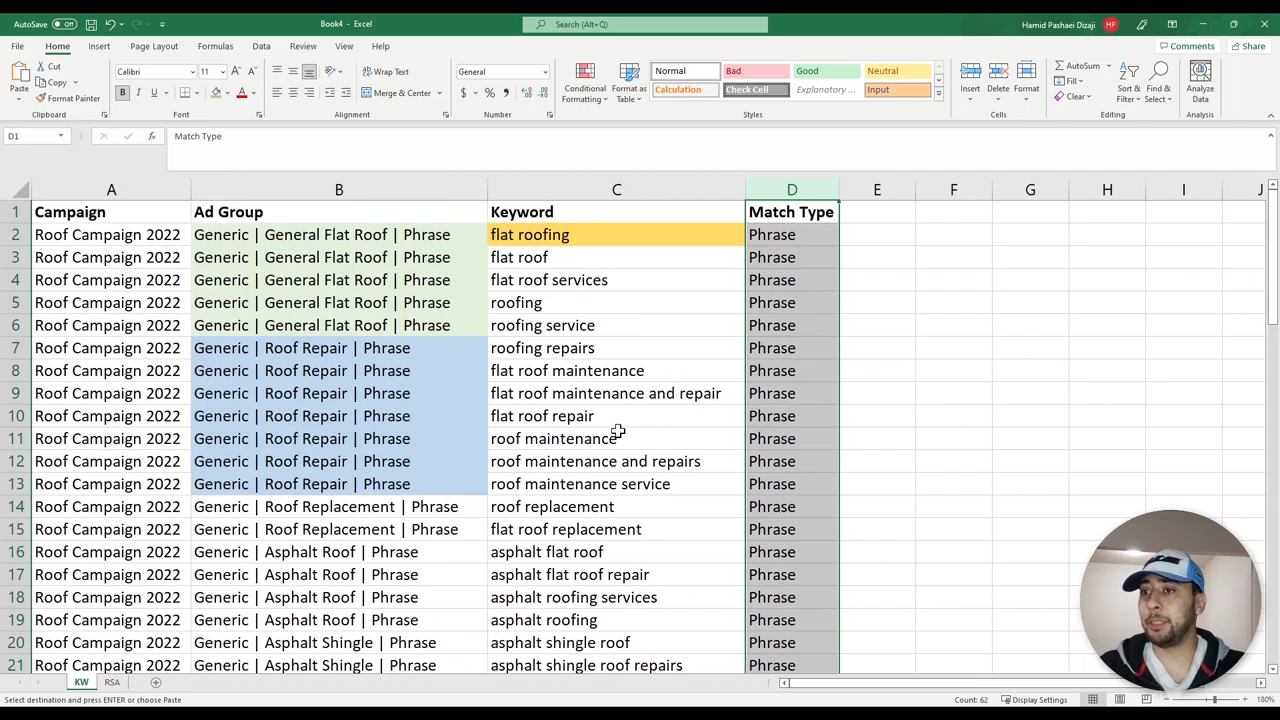 AutoSave Off Book4 - Excel Search (Alt+Q) Hamid Pashaei Dizaji HP
File Home Insert Page Layout Formulas Data Review View Help Comments Share
Paste Cut Copy Format Painter
Calibri 11 Wrap Text Merge & Center General
Conditional Formatting Format as Table
Normal Bad Good Neutral
Calculation Check Cell Explanatory ... Input
Insert Delete Format
AutoSum Fill Clear Sort & Filter Find & Select Analyze Data
Clipboard Font Alignment Number Styles Cells Editing Analysis
D1 fx Match Type
A B C D E F G H I J
1 Campaign Ad Group Keyword Match Type
2 Roof Campaign 2022 Generic | General Flat Roof | Phrase flat roofing Phrase
3 Roof Campaign 2022 Generic | General Flat Roof | Phrase flat roof Phrase
4 Roof Campaign 2022 Generic | General Flat Roof | Phrase flat roof services Phrase
5 Roof Campaign 2022 Generic | General Flat Roof | Phrase roofing Phrase
6 Roof Campaign 2022 Generic | General Flat Roof | Phrase roofing service Phrase
7 Roof Campaign 2022 Generic | Roof Repair | Phrase roofing repairs Phrase
8 Roof Campaign 2022 Generic | Roof Repair | Phrase flat roof maintenance Phrase
9 Roof Campaign 2022 Generic | Roof Repair | Phrase flat roof maintenance and repair Phrase
10 Roof Campaign 2022 Generic | Roof Repair | Phrase flat roof repair Phrase
11 Roof Campaign 2022 Generic | Roof Repair | Phrase roof maintenance Phrase
12 Roof Campaign 2022 Generic | Roof Repair | Phrase roof maintenance and repairs Phrase
13 Roof Campaign 2022 Generic | Roof Repair | Phrase roof maintenance service Phrase
14 Roof Campaign 2022 Generic | Roof Replacement | Phrase roof replacement Phrase
15 Roof Campaign 2022 Generic | Roof Replacement | Phrase flat roof replacement Phrase
16 Roof Campaign 2022 Generic | Asphalt Roof | Phrase asphalt flat roof Phrase
17 Roof Campaign 2022 Generic | Asphalt Roof | Phrase asphalt flat roof repair Phrase
18 Roof Campaign 2022 Generic | Asphalt Roof | Phrase asphalt roofing services Phrase
19 Roof Campaign 2022 Generic | Asphalt Roof | Phrase asphalt roofing Phrase
20 Roof Campaign 2022 Generic | Asphalt Shingle | Phrase asphalt shingle roof Phrase
21 Roof Campaign 2022 Generic | Asphalt Shingle | Phrase asphalt shingle roof repairs Phrase
KW RSA
Select destination and press ENTER or choose Paste Count: 62 Display Settings 180%